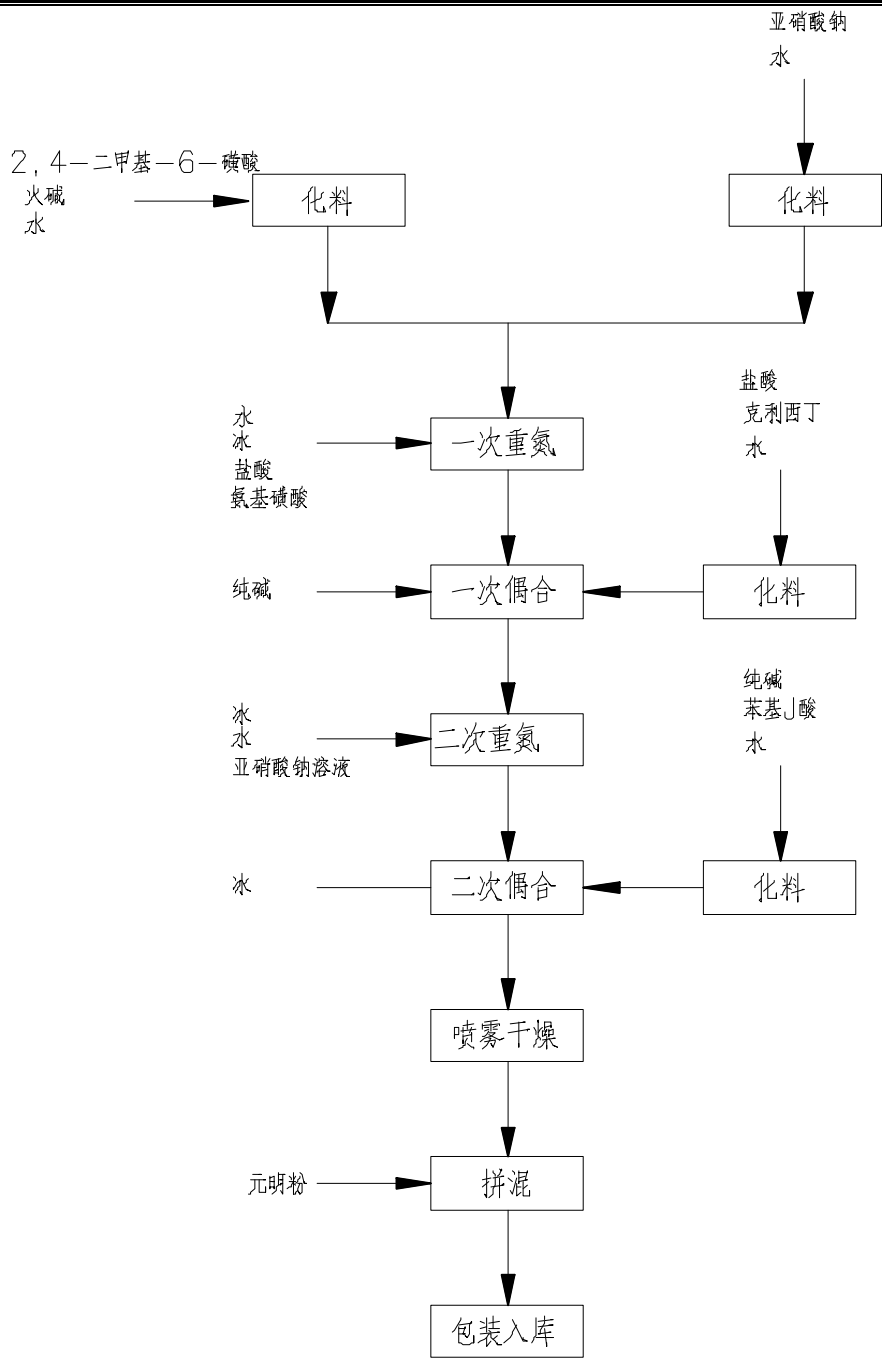 亚硝酸钠
水
2,4-二甲基-6-磺酸
火碱
水
化料
化料
盐酸
克利西丁
水
水
冰
盐酸
氨基磺酸
一次重氮
纯碱
一次偶合
化料
纯碱
苯基J酸
水
冰
水
亚硝酸钠溶液
二次重氮
冰
二次偶合
化料
喷雾干燥
元明粉
拼混
包装入库